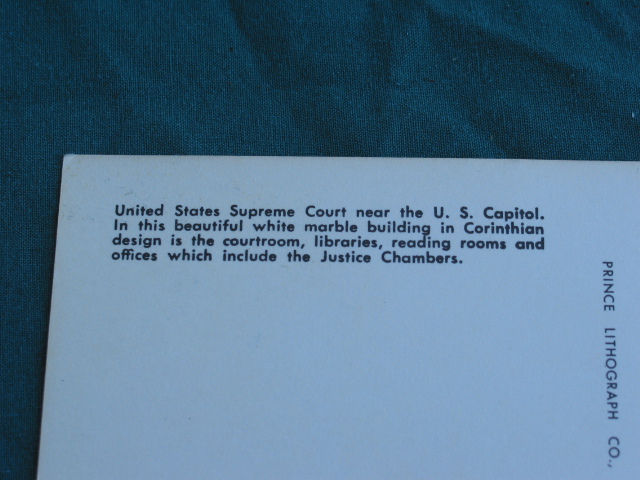 United States Supreme Court near the U. S. Capitol.
In this beautiful white marble building in Corinthian
design is the courtroom, libraries, reading rooms and
offices which include the Justice Chambers.
PRINCE LITHOGRAPH CO.,